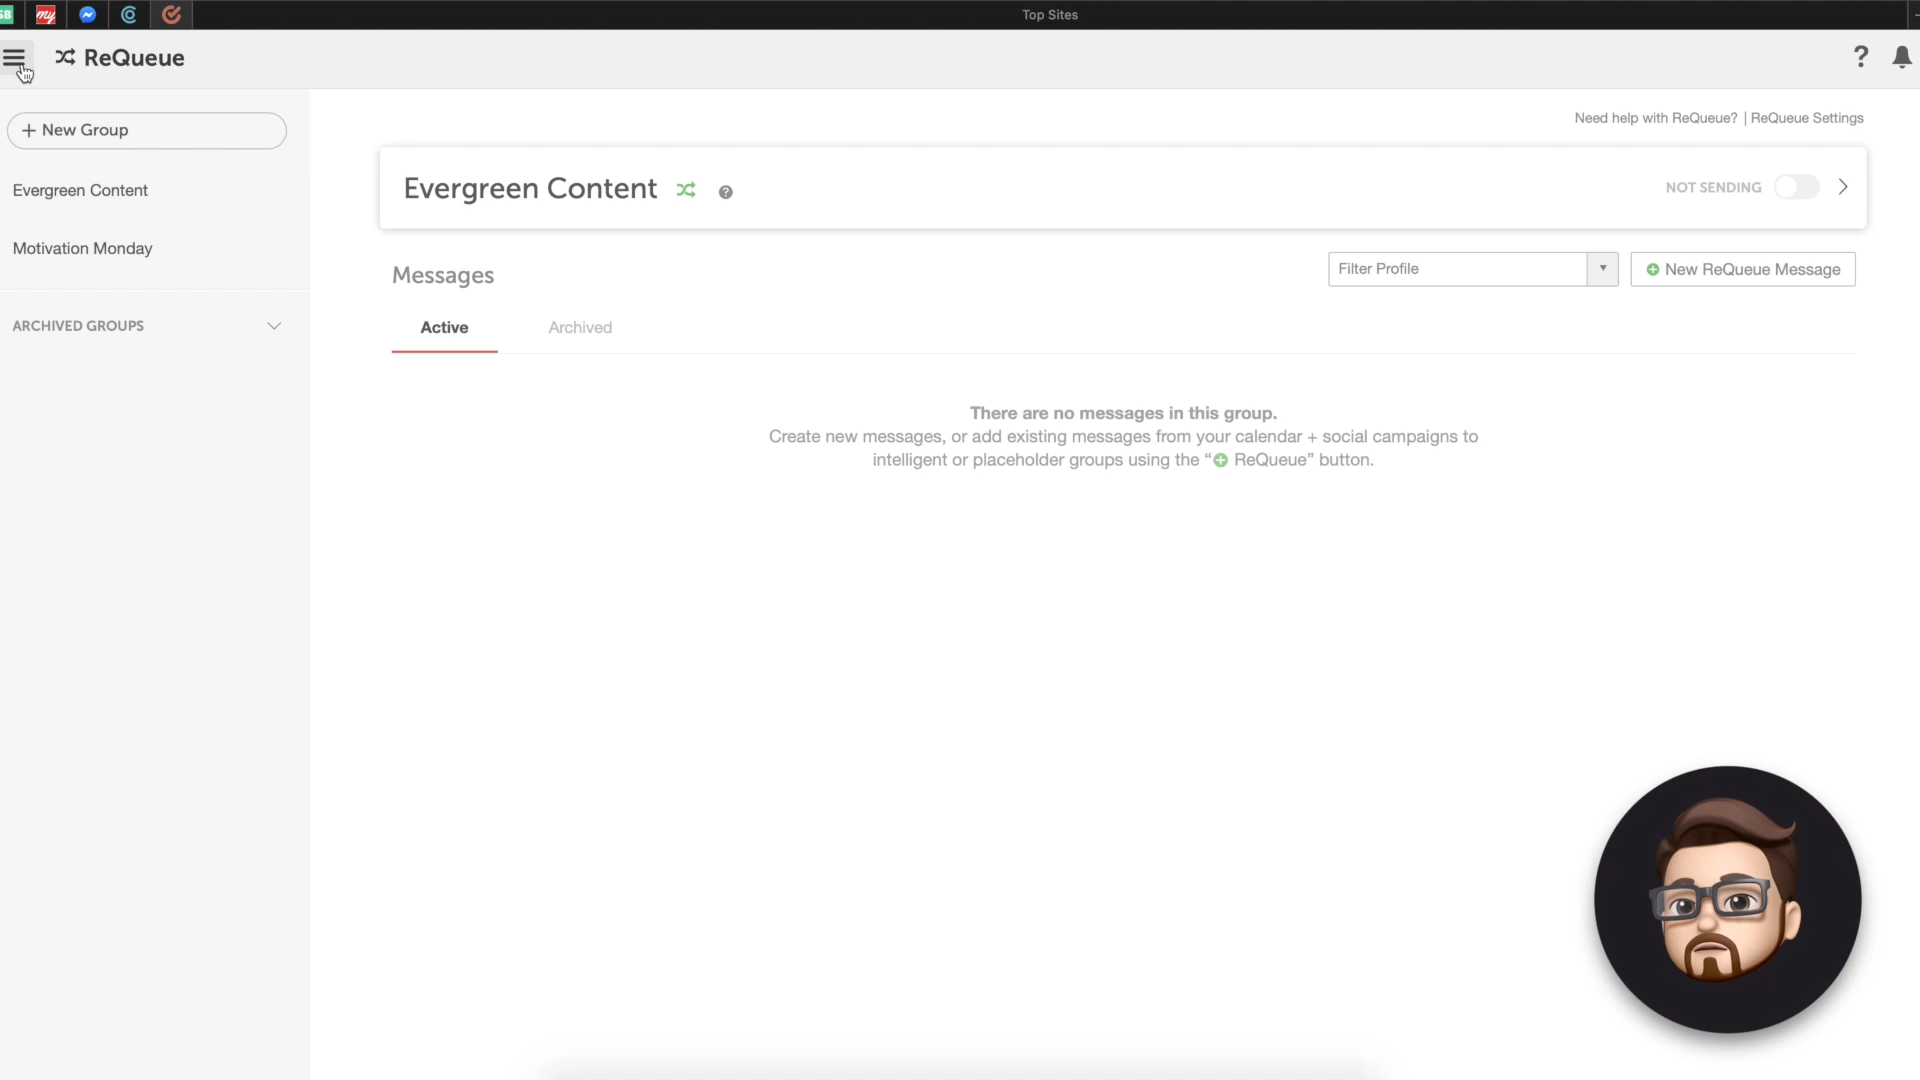 SB
my
Top Sites
ReQueue
?
+ New Group
Need help with ReQueue? | ReQueue Settings
Evergreen Content
Motivation Monday
ARCHIVED GROUPS
Evergreen Content
?
NOT SENDING
Messages
Filter Profile
New ReQueue Message
Active
Archived
There are no messages in this group.
Create new messages, or add existing messages from your calendar + social campaigns to
intelligent or placeholder groups using the “ ReQueue” button.